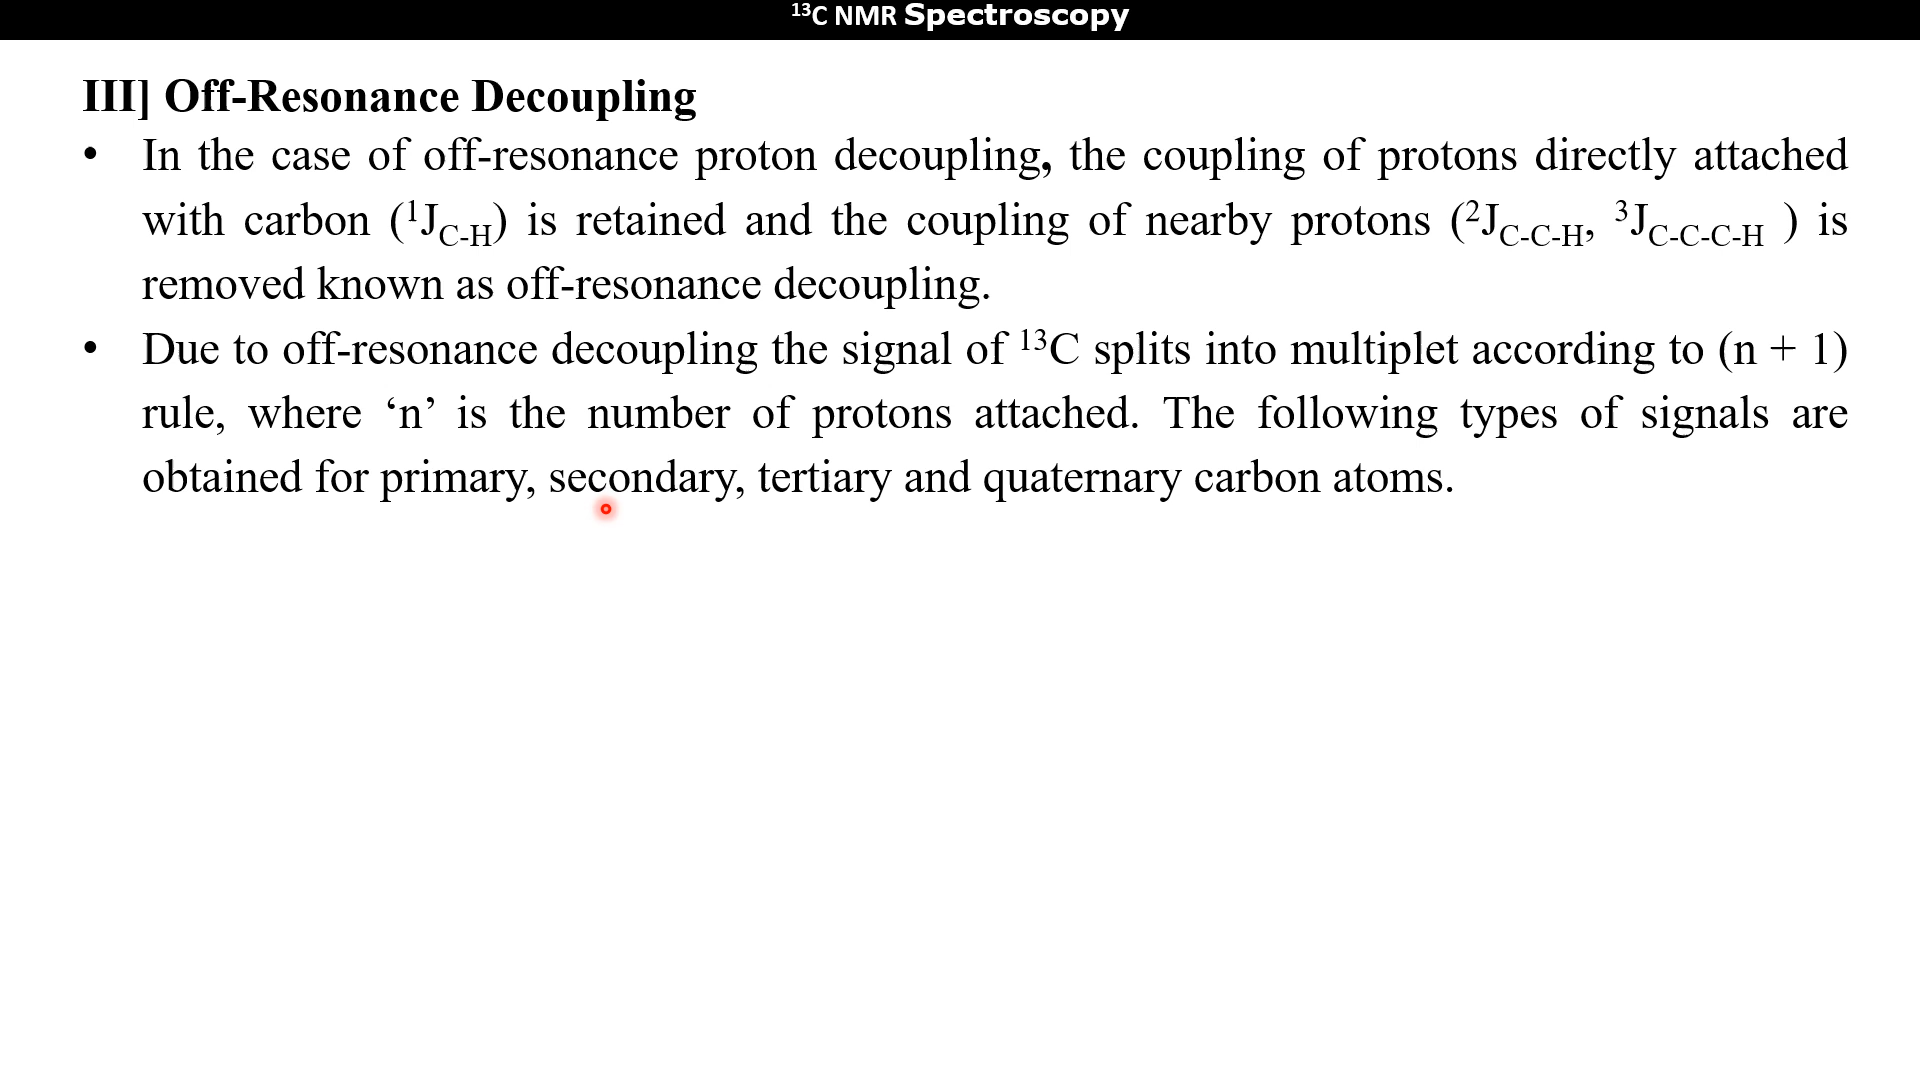 ¹³C NMR Spectroscopy
III] Off-Resonance Decoupling
• In the case of off-resonance proton decoupling, the coupling of protons directly attached
with carbon (¹J_C-H) is retained and the coupling of nearby protons (²J_C-C-H, ³J_C-C-C-H ) is
removed known as off-resonance decoupling.
• Due to off-resonance decoupling the signal of ¹³C splits into multiplet according to (n + 1)
rule, where ‘n’ is the number of protons attached. The following types of signals are
obtained for primary, secondary, tertiary and quaternary carbon atoms.